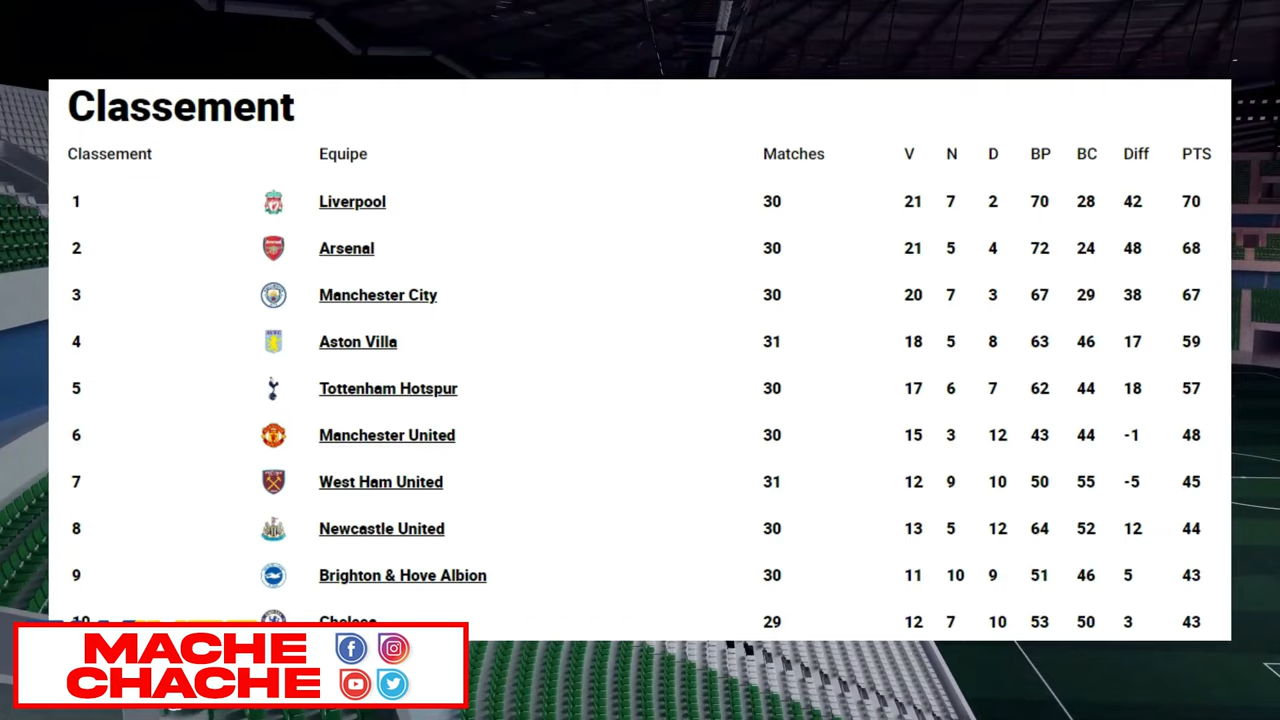 Classement
Classement Equipe Matches V N D BP BC Diff PTS
1 Liverpool 30 21 7 2 70 28 42 70
2 Arsenal 30 21 5 4 72 24 48 68
3 Manchester City 30 20 7 3 67 29 38 67
4 Aston Villa 31 18 5 8 63 46 17 59
5 Tottenham Hotspur 30 17 6 7 62 44 18 57
6 Manchester United 30 15 3 12 43 44 -1 48
7 West Ham United 31 12 9 10 50 55 -5 45
8 Newcastle United 30 13 5 12 64 52 12 44
9 Brighton & Hove Albion 30 11 10 9 51 46 5 43
10 Chelsea 29 12 7 10 53 50 3 43
MACHE
CHACHE